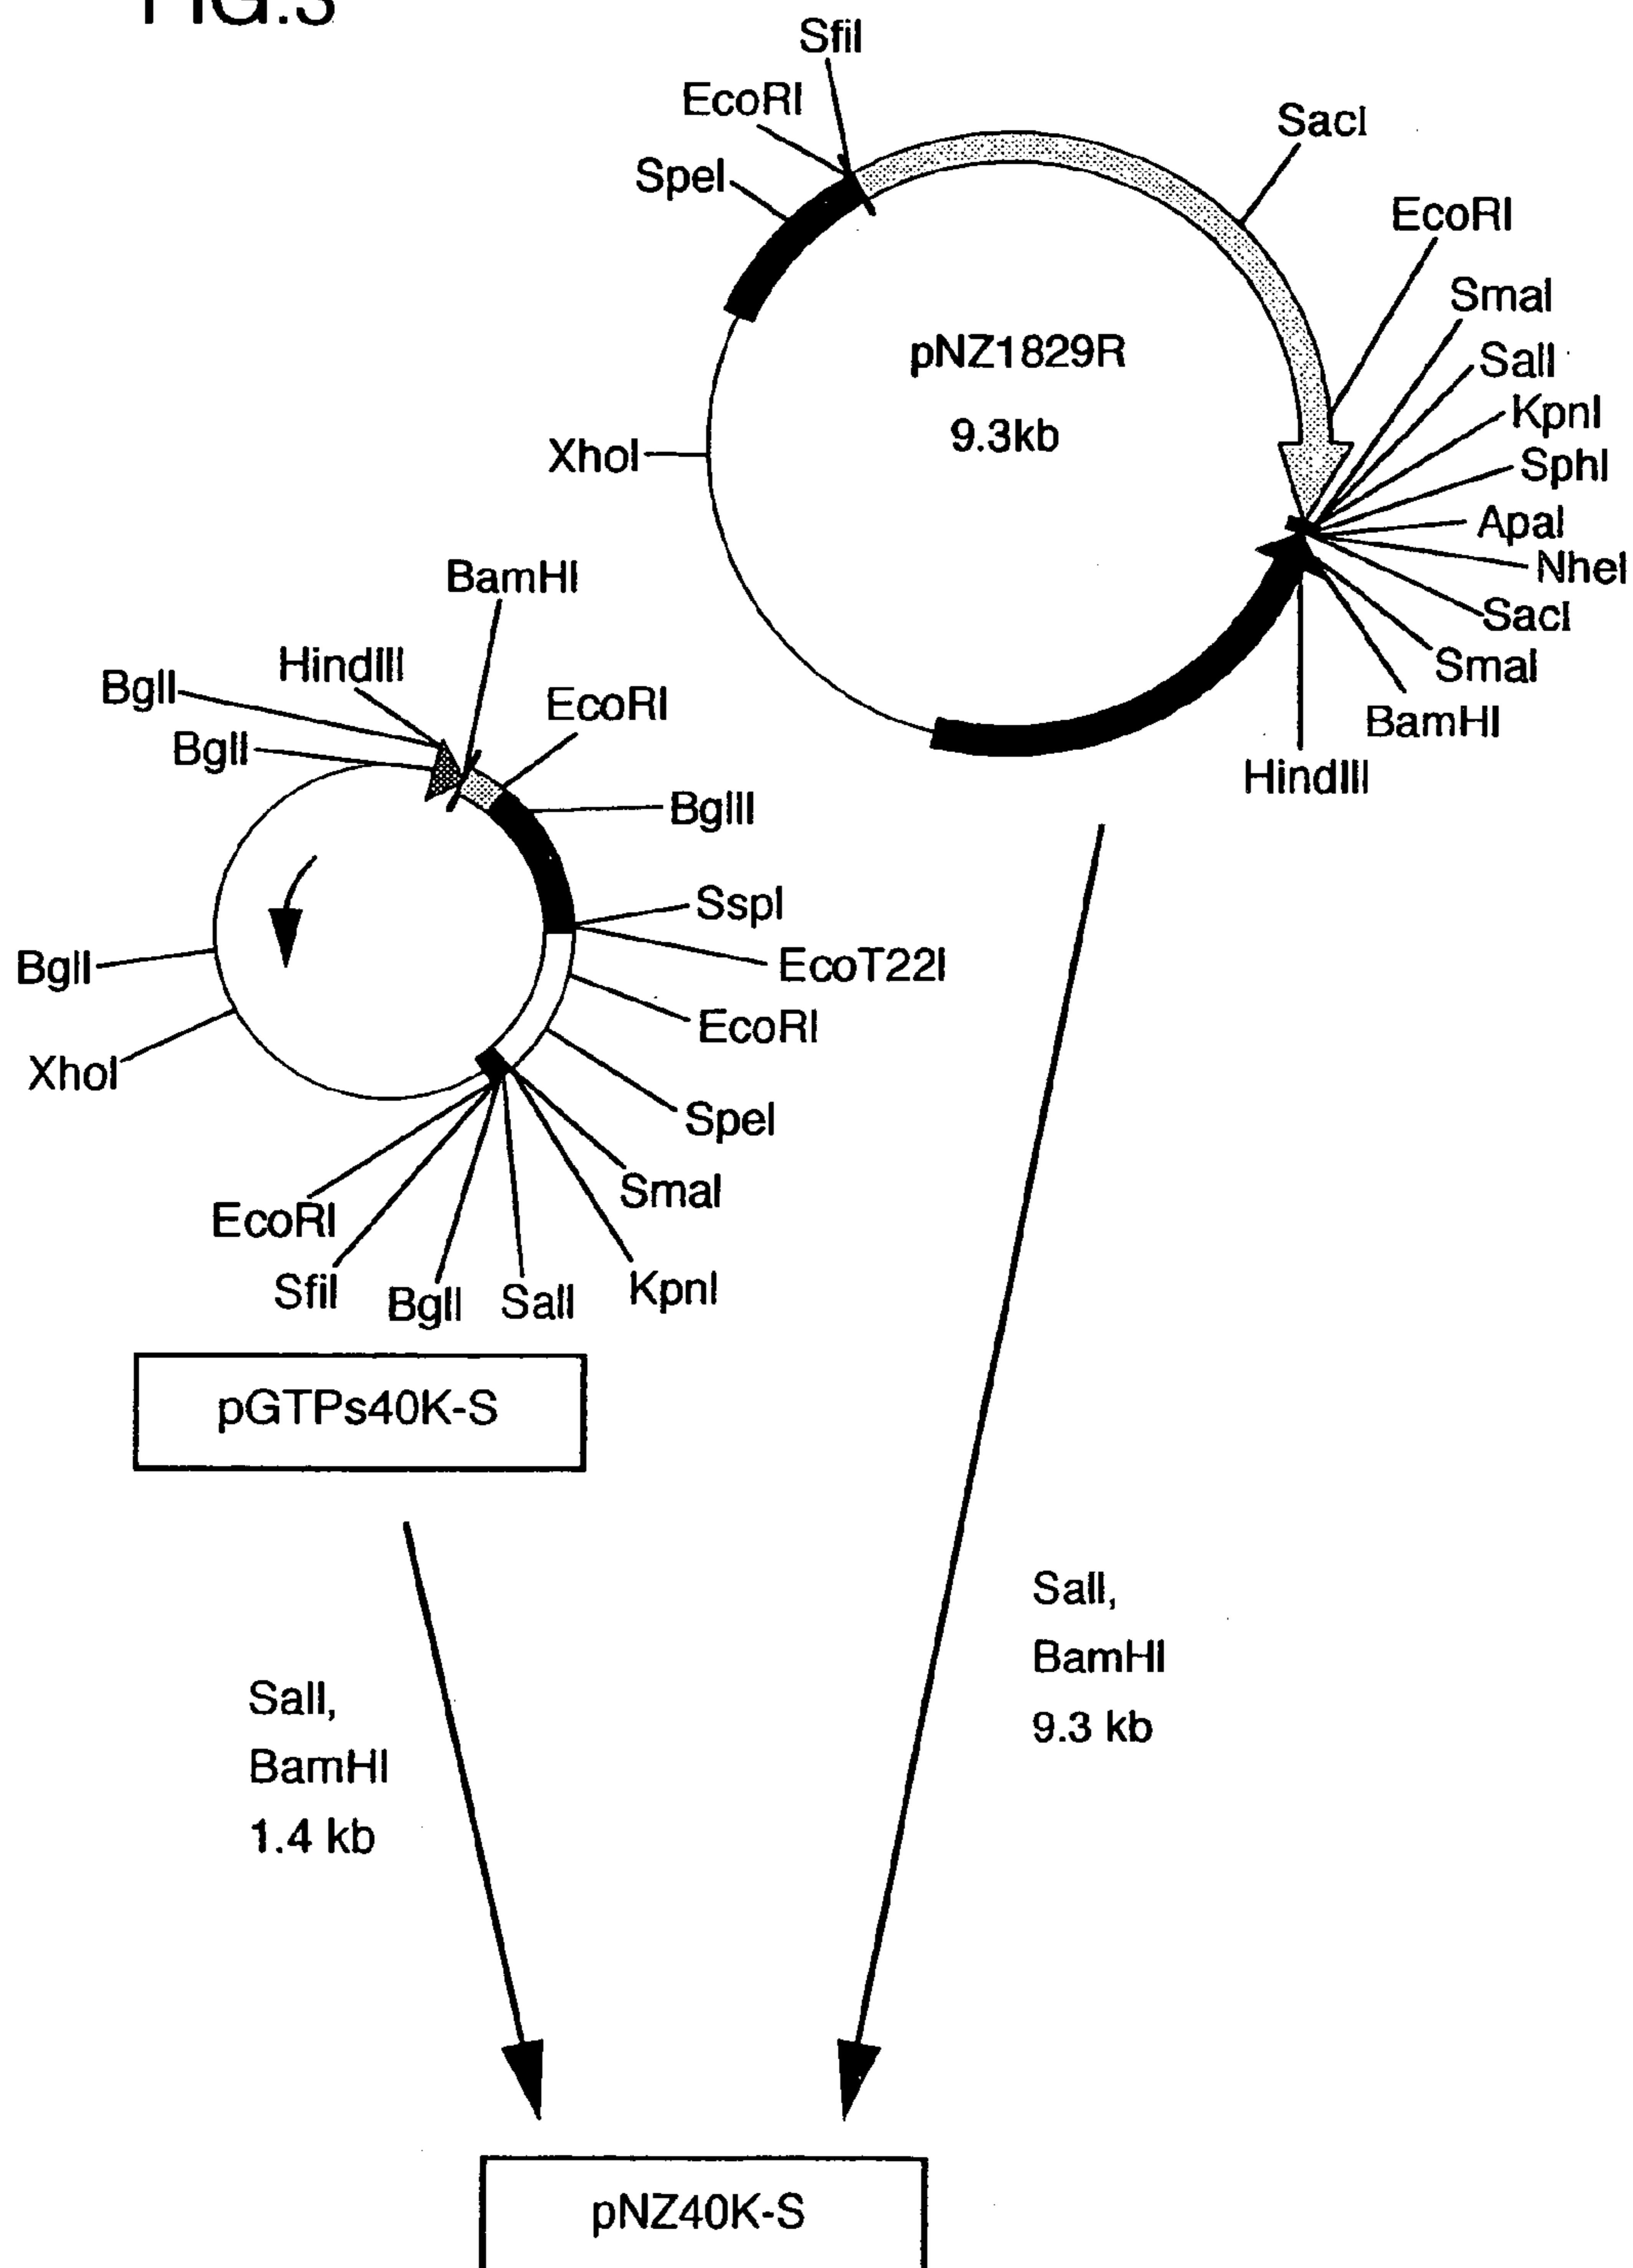 FIG.3
SfiI
EcoRI
SpeI
SacI
EcoRI
SmaI
SalI
KpnI
SphI
ApaI
NheI
SacI
SmaI
BamHI
HindIII
XhoI
pNZ1829R
9.3kb
BamHI
HindIII
BglI
BglI
EcoRI
BglII
SspI
EcoT22I
EcoRI
SpeI
SmaI
KpnI
SalI
BglI
SfiI
EcoRI
XhoI
BglI
pGTPs40K-S
SalI,
BamHI
9.3 kb
SalI,
BamHI
1.4 kb
pNZ40K-S